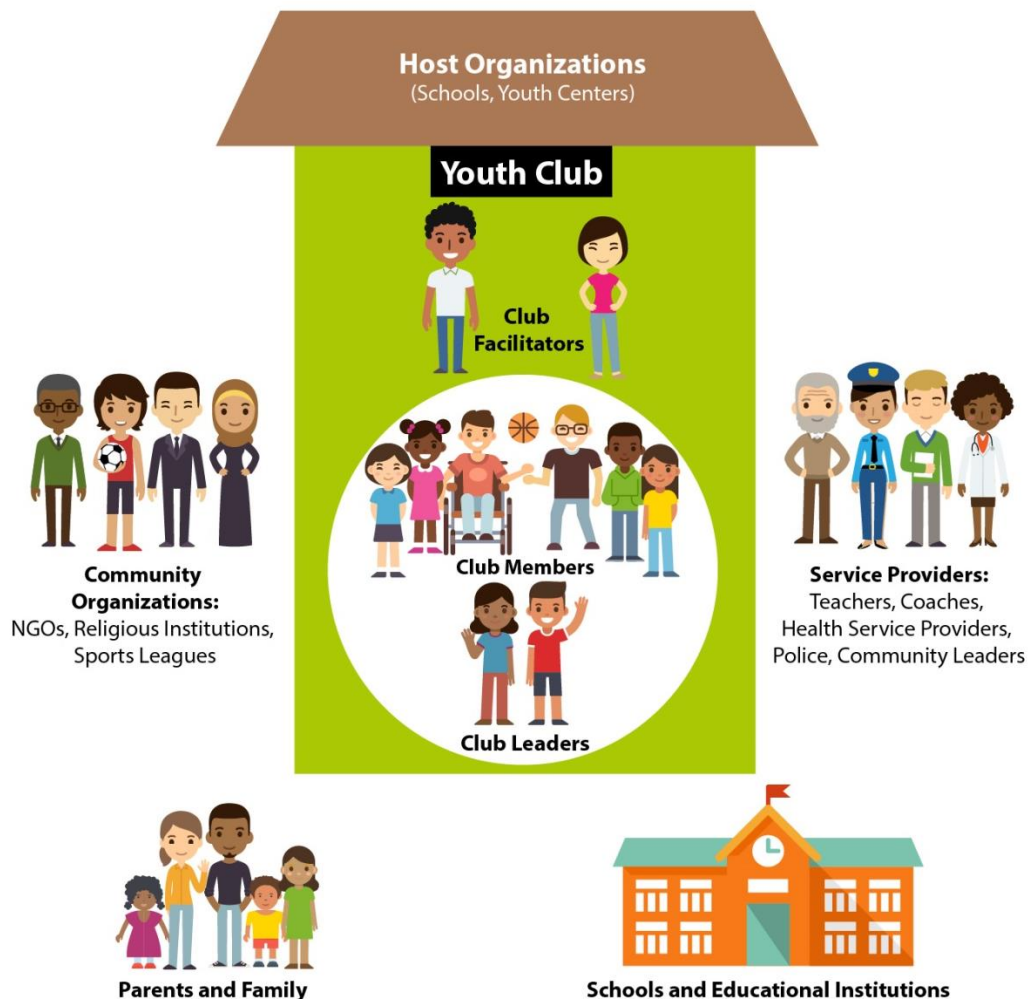 Host Organizations
(Schools, Youth Centers)
Youth Club
Club
Facilitators
Club Members
Club Leaders
Community
Organizations:
NGOs, Religious Institutions,
Sports Leagues
Service Providers:
Teachers, Coaches,
Health Service Providers,
Police, Community Leaders
Parents and Family
Schools and Educational Institutions